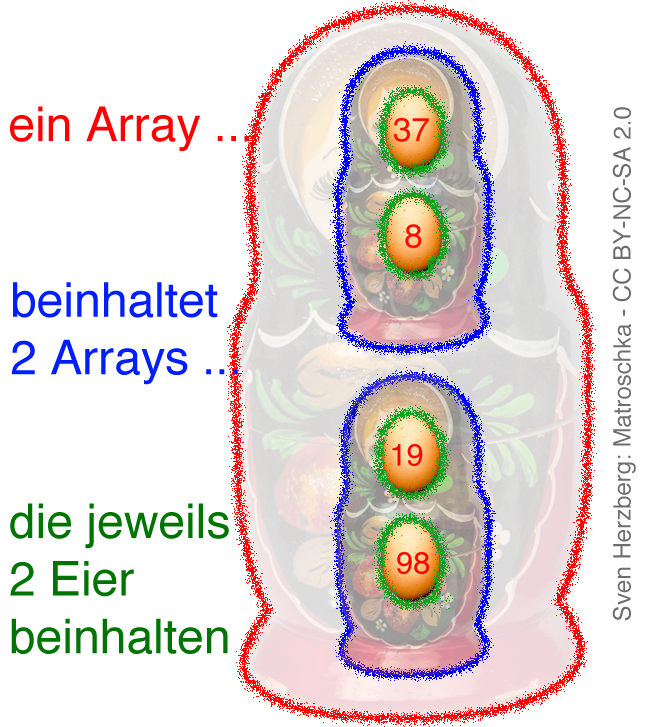 ein Array ...
beinhaltet
2 Arrays ...
die jeweils
2 Eier
beinhalten
37
8
19
98
Sven Herzberg: Matroschka - CC BY-NC-SA 2.0